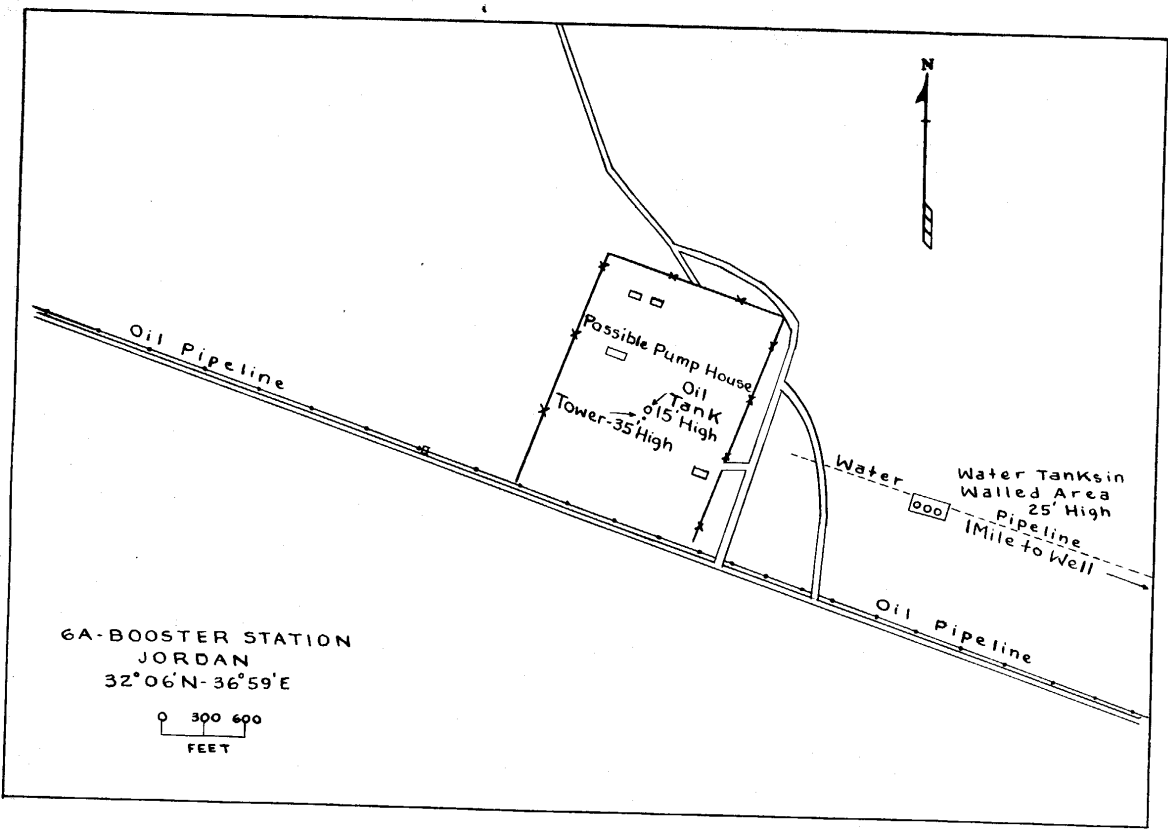 N
Oil Pipeline
Passible Pump House
Oil
Tank
15' High
Tower-35' High
Water
Pipeline
1 Mile to Well
Water Tanks in
Walled Area
25' High
Oil Pipeline
6A-BOOSTER STATION
JORDAN
32°06'N-36°59'E
0 300 600
FEET